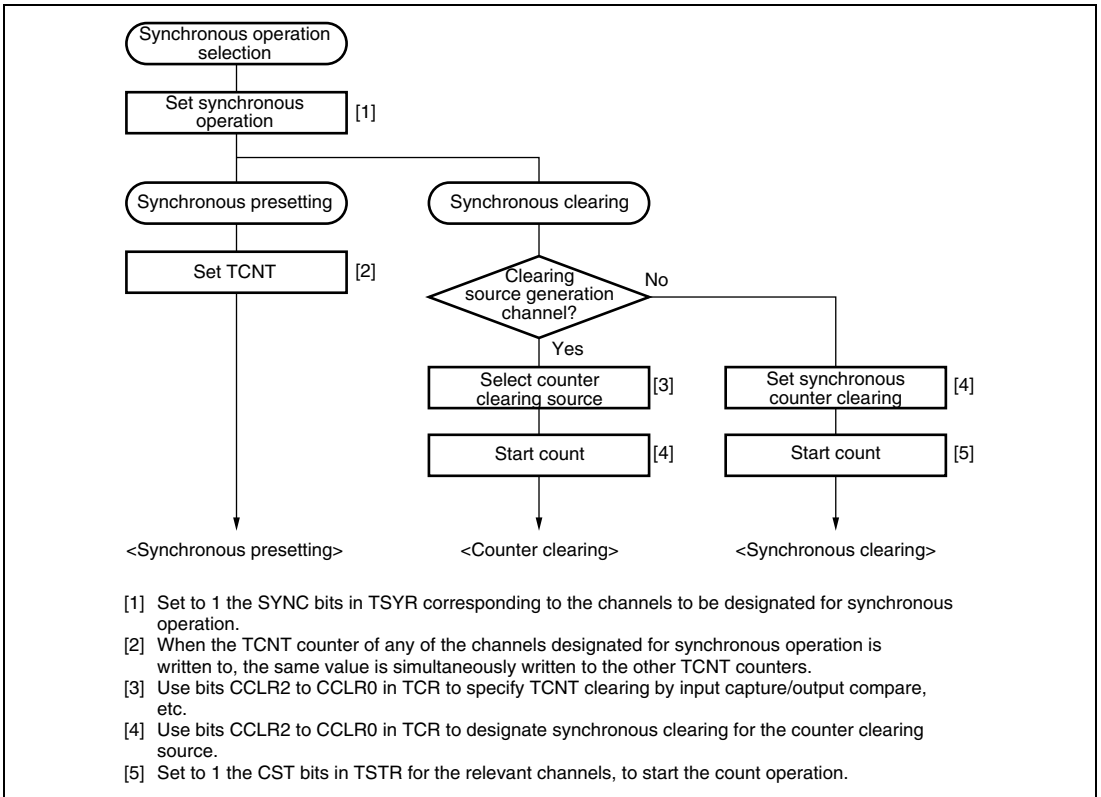 Synchronous operation
selection
Set synchronous
operation
[1]
Synchronous presetting
Synchronous clearing
Set TCNT
[2]
Clearing
source generation
channel?
No
Yes
Select counter
clearing source
[3]
Set synchronous
counter clearing
[4]
Start count
[4]
Start count
[5]
<Synchronous presetting>
<Counter clearing>
<Synchronous clearing>
[1] Set to 1 the SYNC bits in TSYR corresponding to the channels to be designated for synchronous
operation.
[2] When the TCNT counter of any of the channels designated for synchronous operation is
written to, the same value is simultaneously written to the other TCNT counters.
[3] Use bits CCLR2 to CCLR0 in TCR to specify TCNT clearing by input capture/output compare,
etc.
[4] Use bits CCLR2 to CCLR0 in TCR to designate synchronous clearing for the counter clearing
source.
[5] Set to 1 the CST bits in TSTR for the relevant channels, to start the count operation.